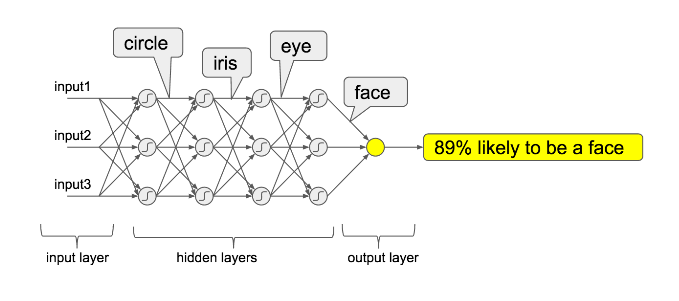 circle
iris
eye
face
input1
input2
input3
89% likely to be a face
input layer
hidden layers
output layer